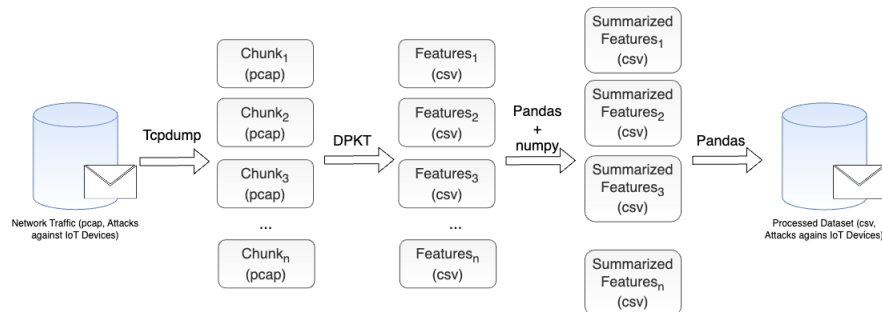 Network Traffic (pcap, Attacks
against IoT Devices)
Tcpdump
Chunk₁
(pcap)
Chunk₂
(pcap)
Chunk₃
(pcap)
...
Chunkₙ
(pcap)
DPKT
Features₁
(csv)
Features₂
(csv)
Features₃
(csv)
...
Featuresₙ
(csv)
Pandas
+
numpy
Summarized
Features₁
(csv)
Summarized
Features₂
(csv)
Summarized
Features₃
(csv)
Summarized
Featuresₙ
(csv)
Pandas
Processed Dataset (csv,
Attacks agains IoT Devices)